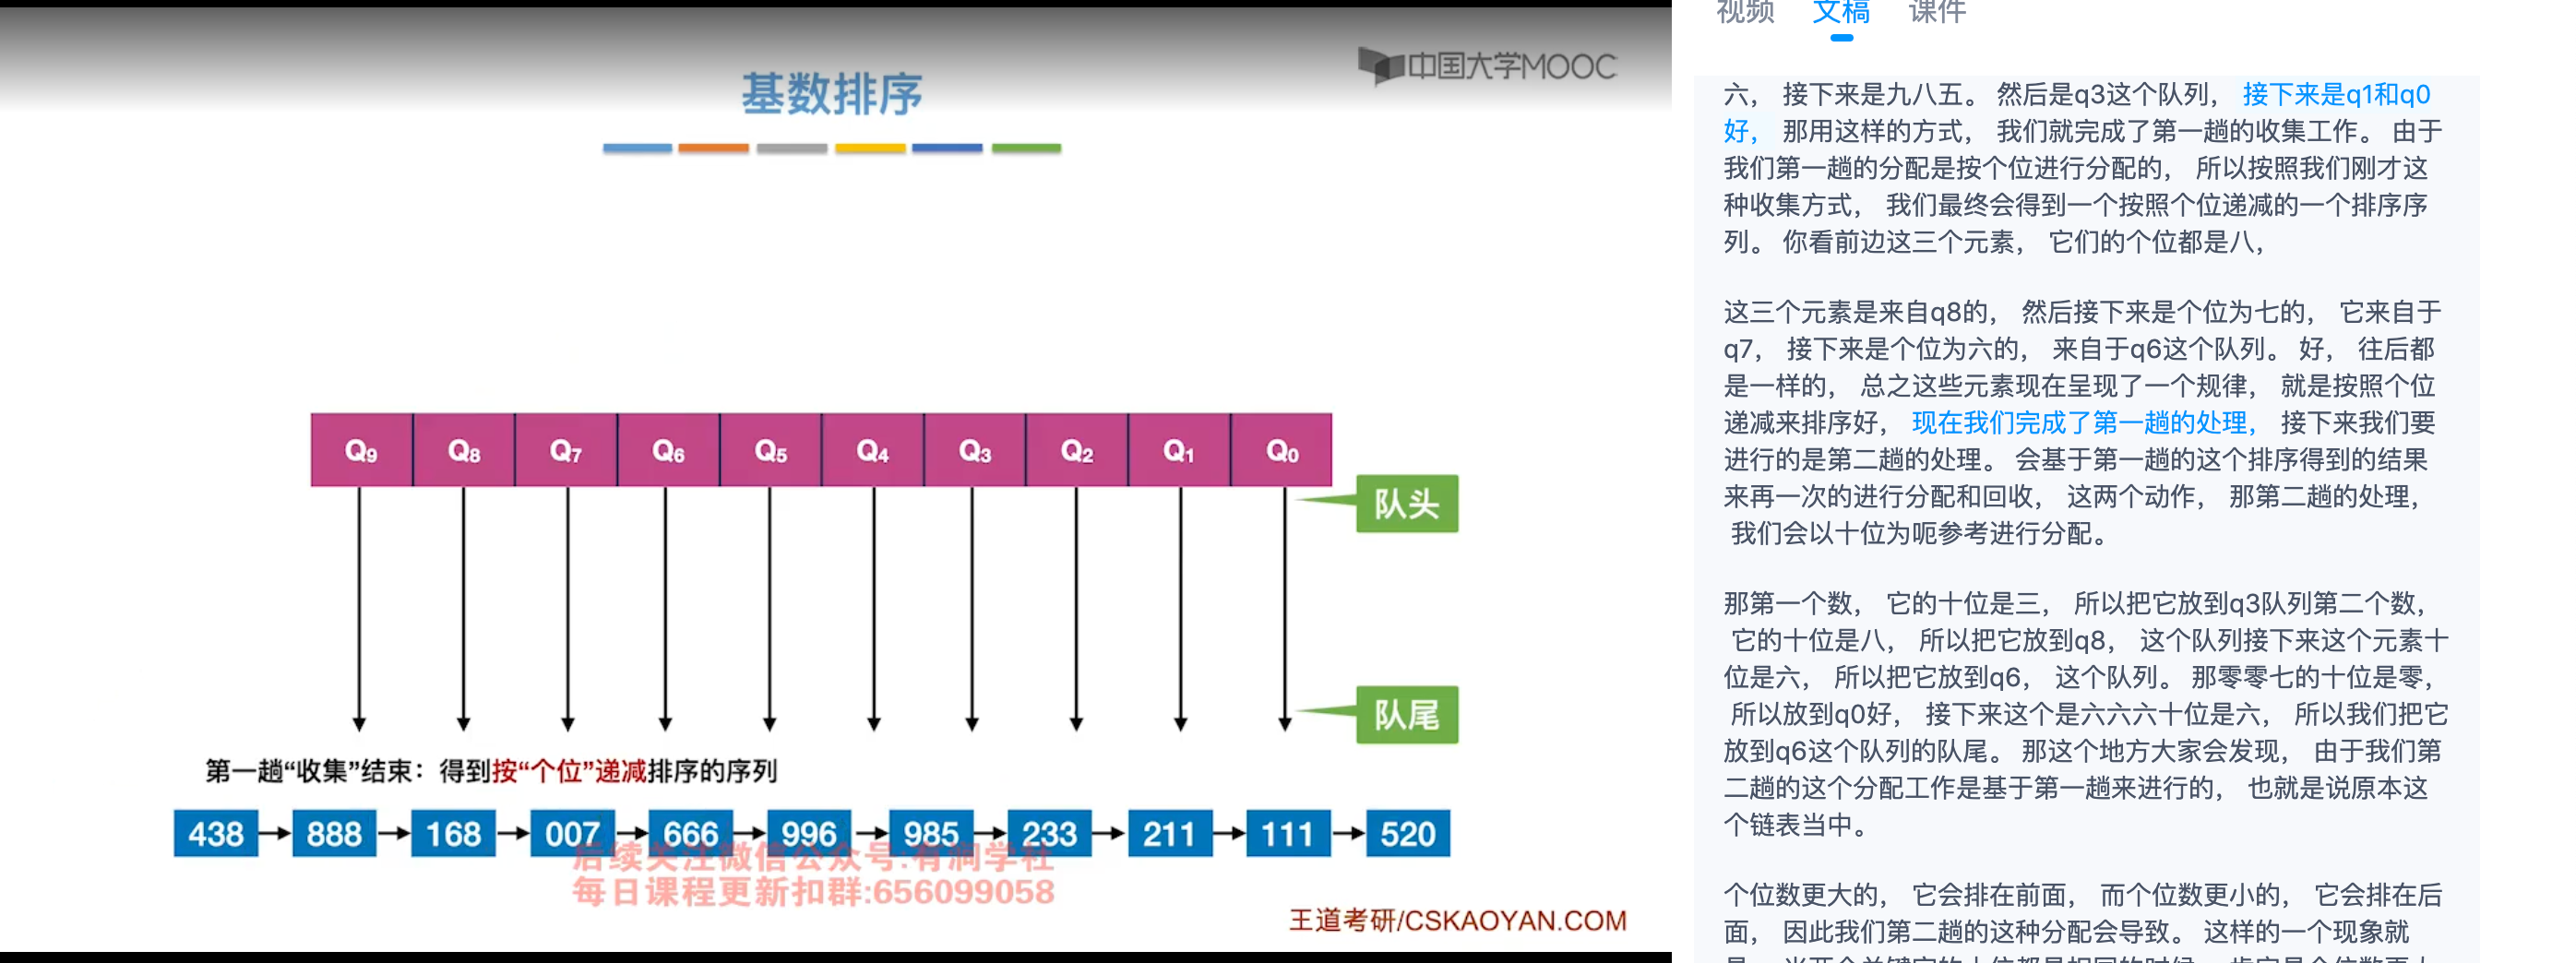 中国大学MOOC
基数排序
Q9 Q8 Q7 Q6 Q5 Q4 Q3 Q2 Q1 Q0
队头
队尾
第一趟“收集”结束：得到按“个位”递减排序的序列
438 888 168 007 666 996 985 233 211 111 520
后续关注微信公众号:有润学社
每日课程更新扣群:656099058
王道考研/CSKAOYAN.COM
视频 文稿 课件
六， 接下来是九八五。 然后是q3这个队列， 接下来是q1和q0
好， 那用这样的方式， 我们就完成了第一趟的收集工作。 由于
我们第一趟的分配是按个位进行分配的， 所以按照我们刚才这
种收集方式， 我们最终会得到一个按照个位递减的一个排序序
列。 你看前边这三个元素， 它们的个位都是八，
这三个元素是来自q8的， 然后接下来是个位为七的， 它来自于
q7， 接下来是个位为六的， 来自于q6这个队列。 好， 往后都
是一样的， 总之这些元素现在呈现了一个规律， 就是按照个位
递减来排序好， 现在我们完成了第一趟的处理， 接下来我们要
进行的是第二趟的处理。 会基于第一趟的这个排序得到的结果
来再一次的进行分配和回收， 这两个动作， 那第二趟的处理，
我们会以十位为呃参考进行分配。
那第一个数， 它的十位是三， 所以把它放到q3队列第二个数，
它的十位是八， 所以把它放到q8， 这个队列接下来这个元素十
位是六， 所以把它放到q6， 这个队列。 那零零七的十位是零，
所以放到q0好， 接下来这个是六六六十位是六， 所以我们把它
放到q6这个队列的队尾。 那这个地方大家会发现， 由于我们第
二趟的这个分配工作是基于第一趟来进行的， 也就是说原本这
个链表当中。
个位数更大的， 它会排在前面， 而个位数更小的， 它会排在后
面， 因此我们第二趟的这种分配会导致。 这样的一个现象就